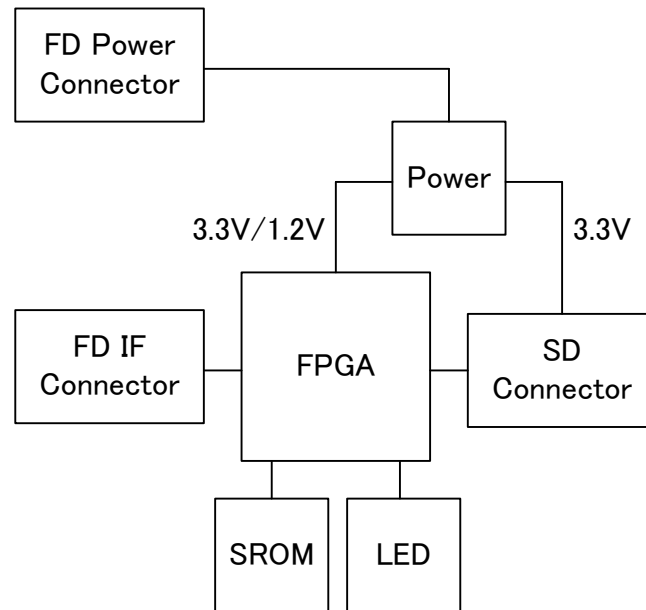 FD Power
Connector
Power
3.3V/1.2V
3.3V
FD IF
Connector
FPGA
SD
Connector
SROM
LED